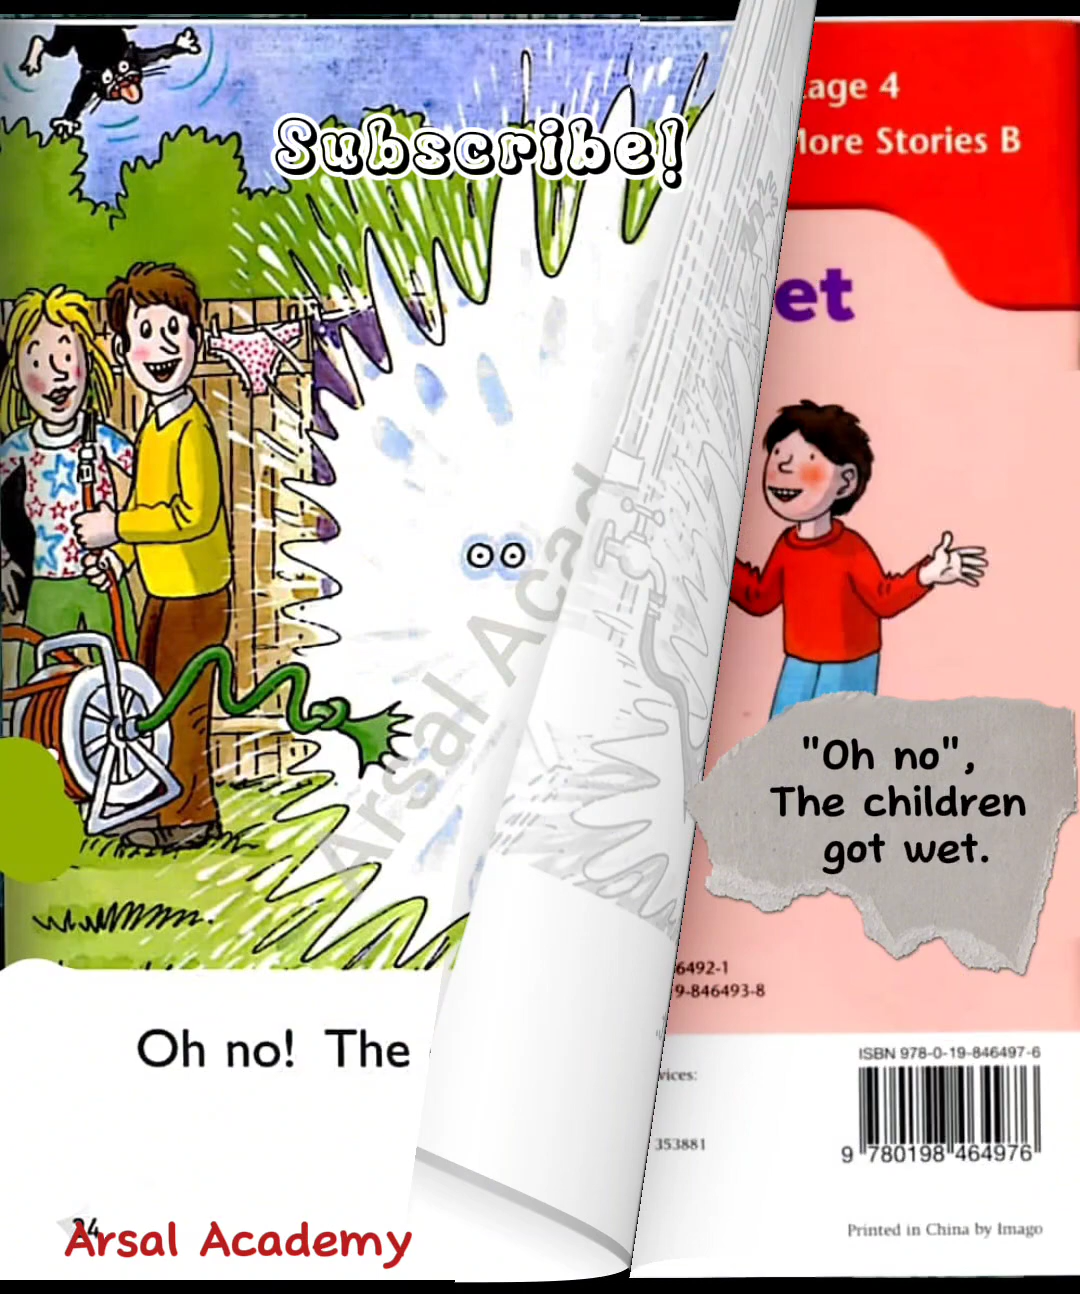 Subscribe!
age 4
More Stories B
et
Arsal Acad
"Oh no",
The children
got wet.
6492-1
9-846493-8
Oh no! The
ISBN 978-0-19-846497-6
vices:
353881
9 780198 464976
24
Arsal Academy
Printed in China by Imago